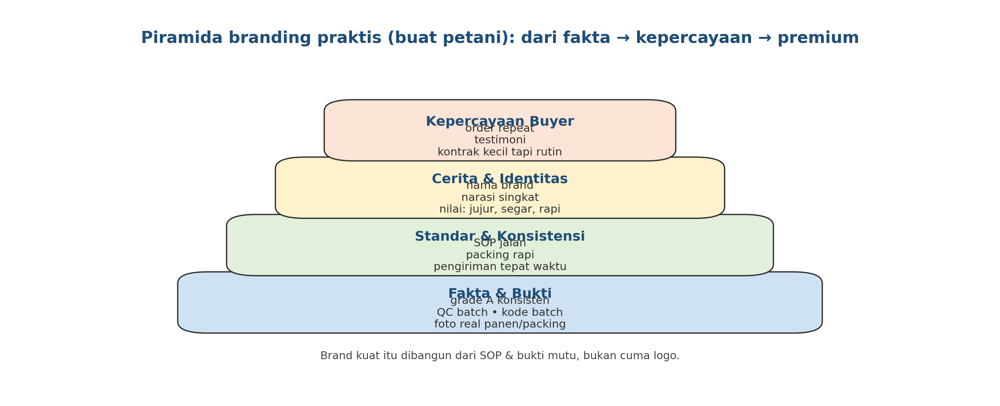 Piramida branding praktis (buat petani): dari fakta → kepercayaan → premium
Kepercayaan Buyer
order repeat
testimoni
kontrak kecil tapi rutin
Cerita & Identitas
nama brand
narasi singkat
nilai: jujur, segar, rapi
Standar & Konsistensi
SOP jalan
packing rapi
pengiriman tepat waktu
Fakta & Bukti
grade A konsisten
QC batch • kode batch
foto real panen/packing
Brand kuat itu dibangun dari SOP & bukti mutu, bukan cuma logo.